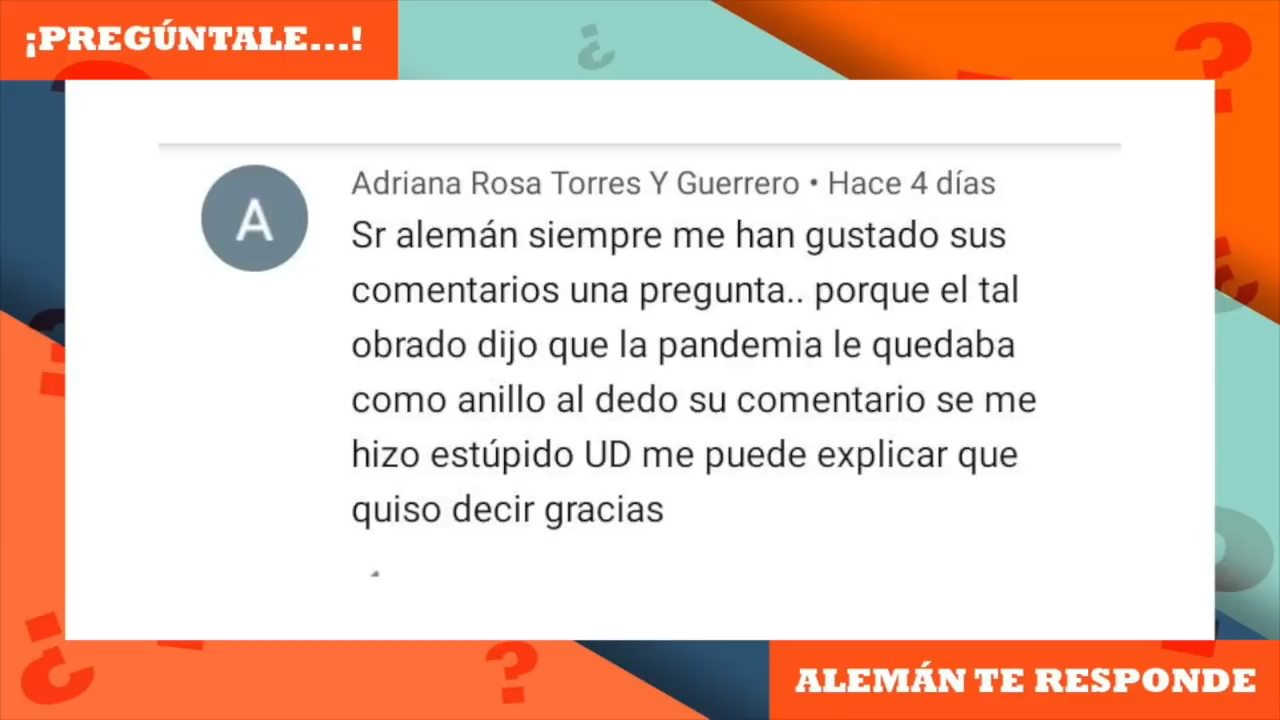 ¡PREGÚNTALE...!
A
Adriana Rosa Torres Y Guerrero • Hace 4 días
Sr alemán siempre me han gustado sus
comentarios una pregunta.. porque el tal
obrado dijo que la pandemia le quedaba
como anillo al dedo su comentario se me
hizo estúpido UD me puede explicar que
quiso decir gracias
ALEMÁN TE RESPONDE